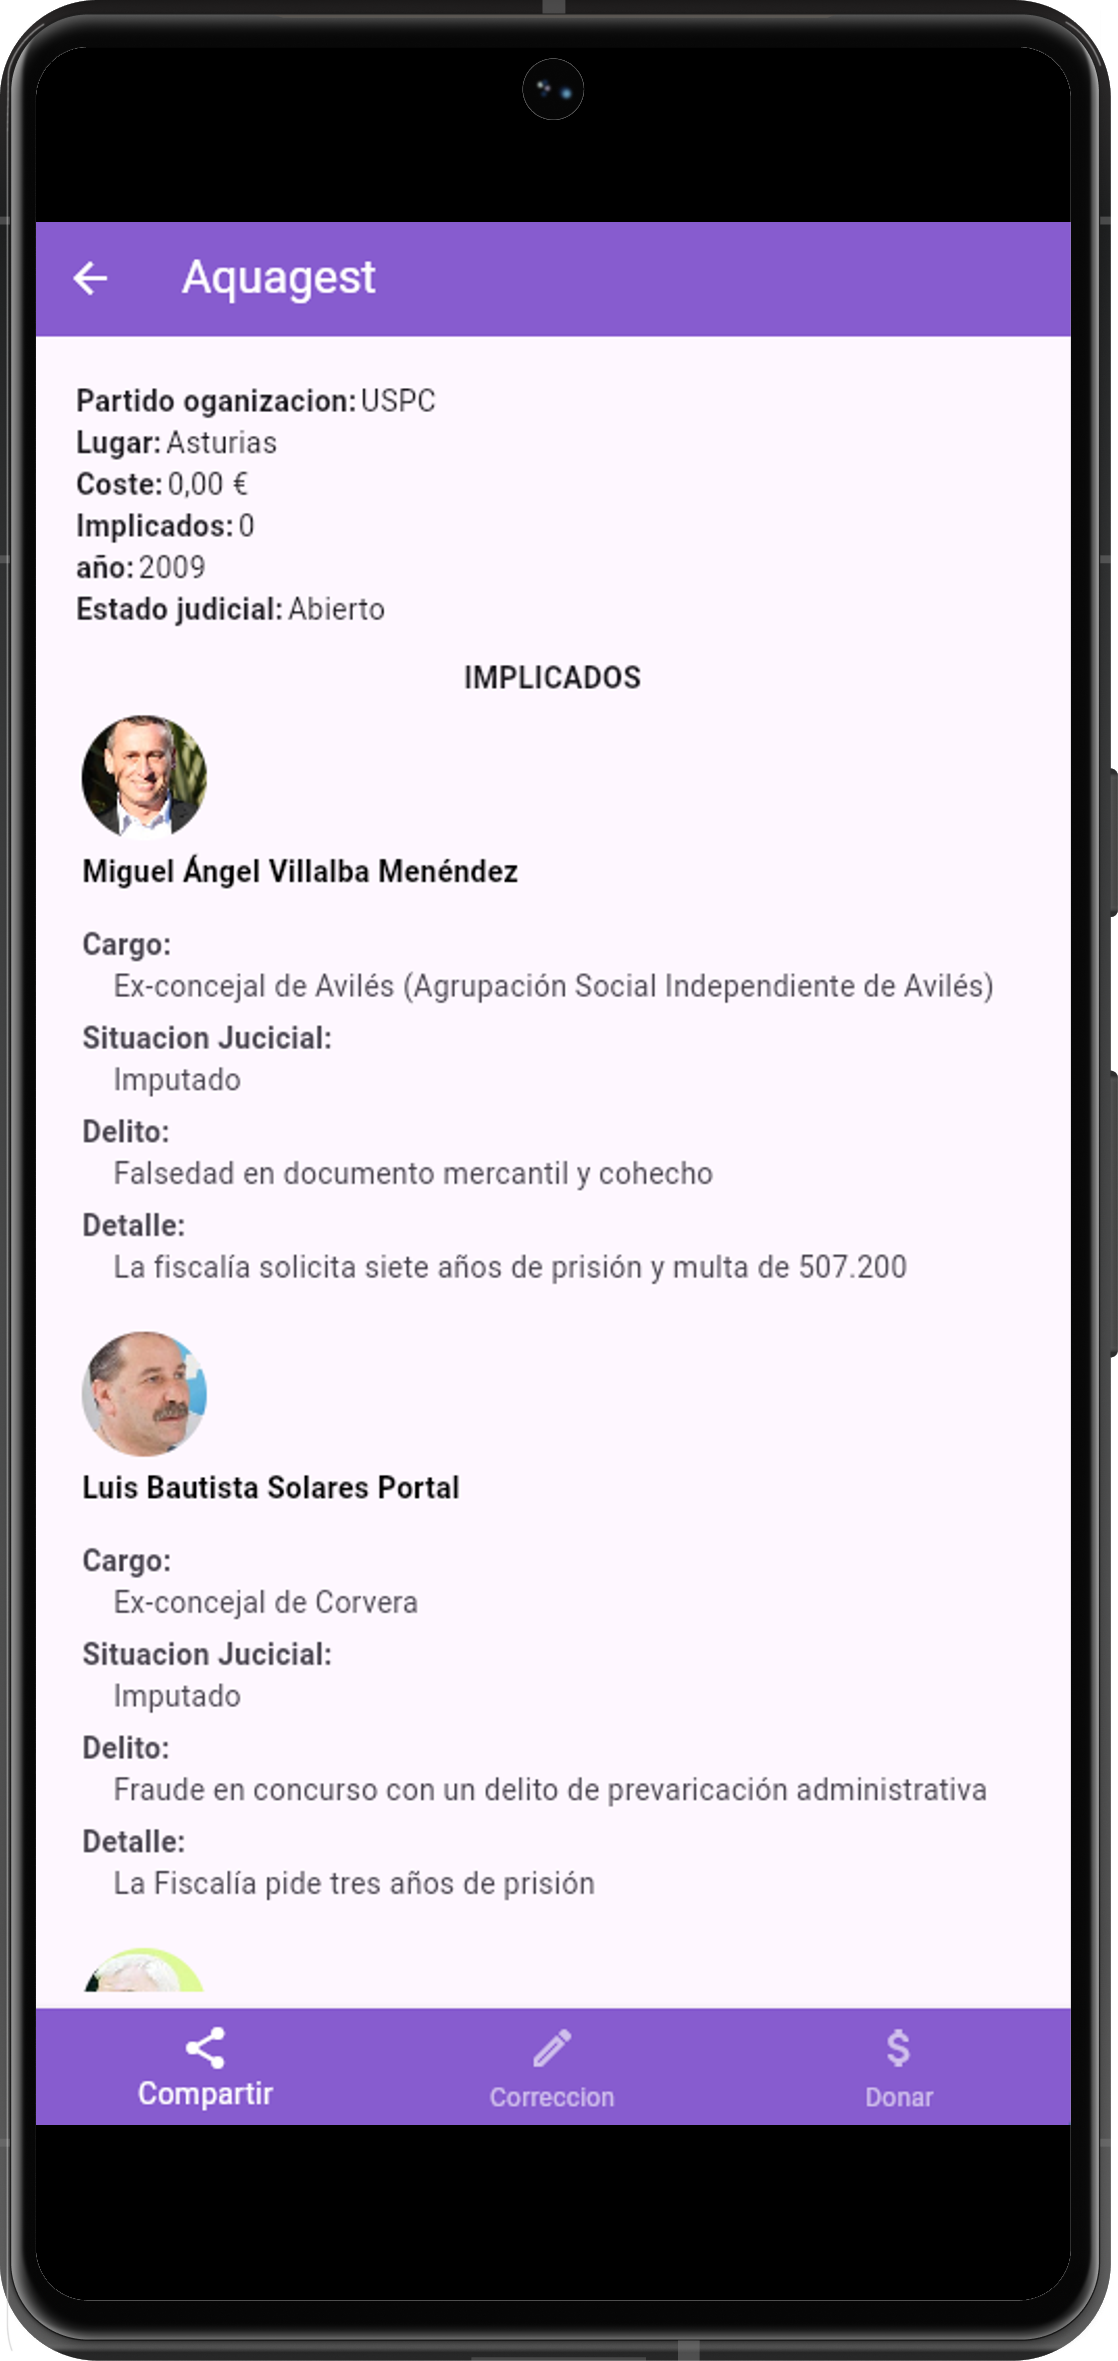 Aquagest
Partido oganizacion: USPC
Lugar: Asturias
Coste: 0,00 €
Implicados: 0
año: 2009
Estado judicial: Abierto
IMPLICADOS
Miguel Ángel Villalba Menéndez
Cargo:
Ex-concejal de Avilés (Agrupación Social Independiente de Avilés)
Situacion Jucicial:
Imputado
Delito:
Falsedad en documento mercantil y cohecho
Detalle:
La fiscalía solicita siete años de prisión y multa de 507.200
Luis Bautista Solares Portal
Cargo:
Ex-concejal de Corvera
Situacion Jucicial:
Imputado
Delito:
Fraude en concurso con un delito de prevaricación administrativa
Detalle:
La Fiscalía pide tres años de prisión
Compartir
Correccion
Donar